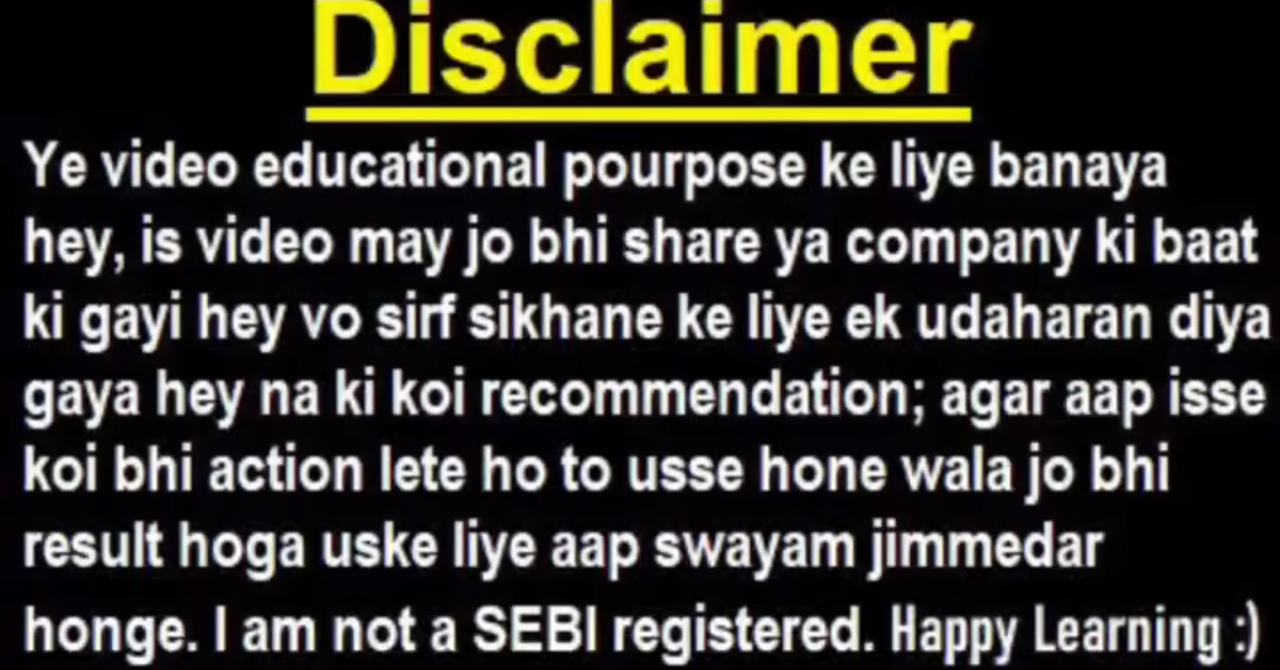 Disclaimer
Ye video educational pourpose ke liye banaya
hey, is video may jo bhi share ya company ki baat
ki gayi hey vo sirf sikhane ke liye ek udaharan diya
gaya hey na ki koi recommendation; agar aap isse
koi bhi action lete ho to usse hone wala jo bhi
result hoga uske liye aap swayam jimmedar
honge. I am not a SEBI registered. Happy Learning :)